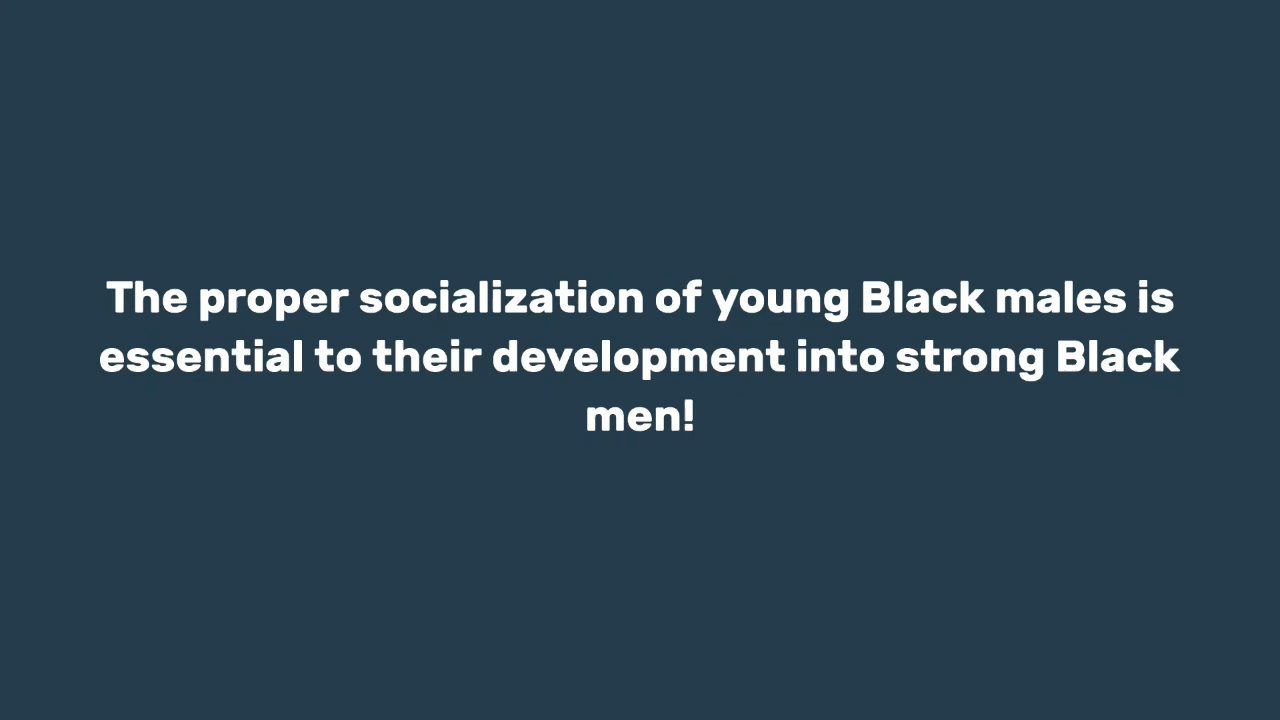 The proper socialization of young Black males is
essential to their development into strong Black
men!